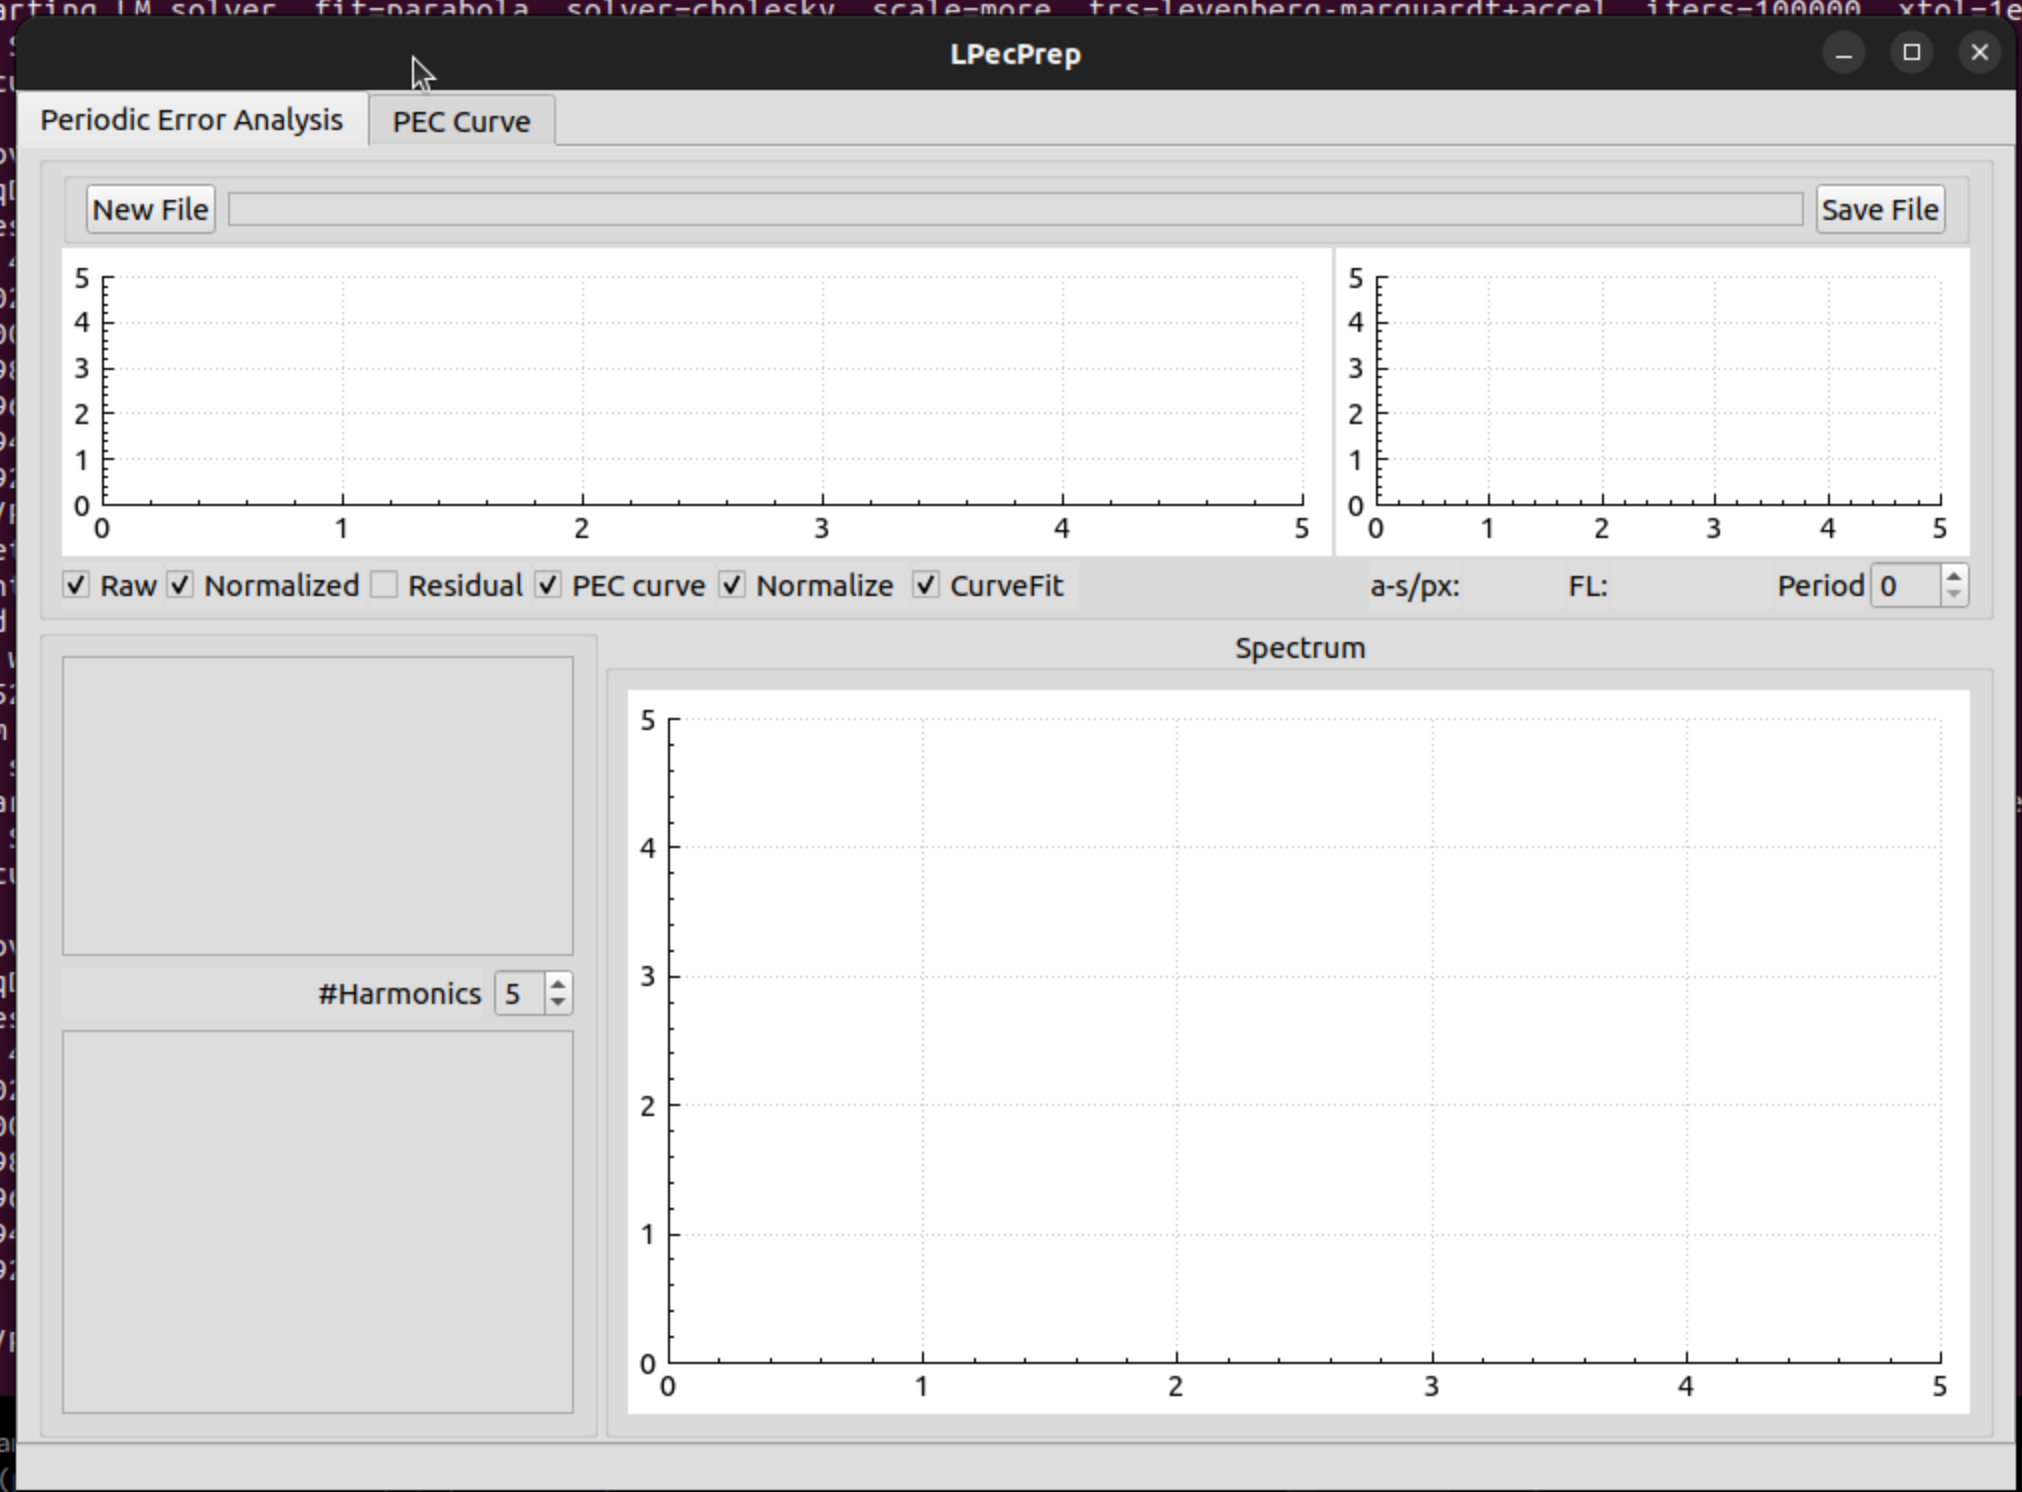 arting LM solver, fit=parabola, solver=cholesky, scale=more, trs=levenberg-marquardt+accel, iters=100000, xtol=1e
LPecPrep
Periodic Error Analysis PEC Curve
New File Save File
5 5
4 4
3 3
2 2
1 1
0 0
0 1 2 3 4 5 0 1 2 3 4 5
Raw Normalized Residual PEC curve Normalize CurveFit a-s/px: FL: Period 0
Spectrum
5
4
3
#Harmonics 5
2
1
0
0 1 2 3 4 5